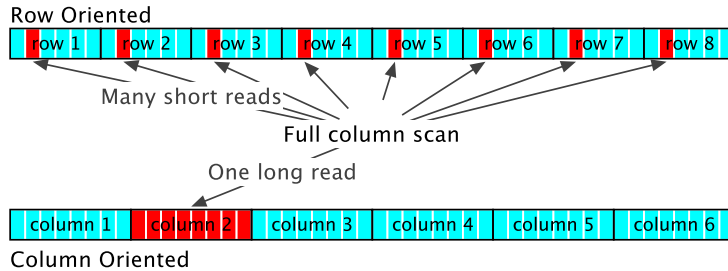 Row Oriented
row 1 row 2 row 3 row 4 row 5 row 6 row 7 row 8
Many short reads
Full column scan
One long read
column 1 column 2 column 3 column 4 column 5 column 6
Column Oriented